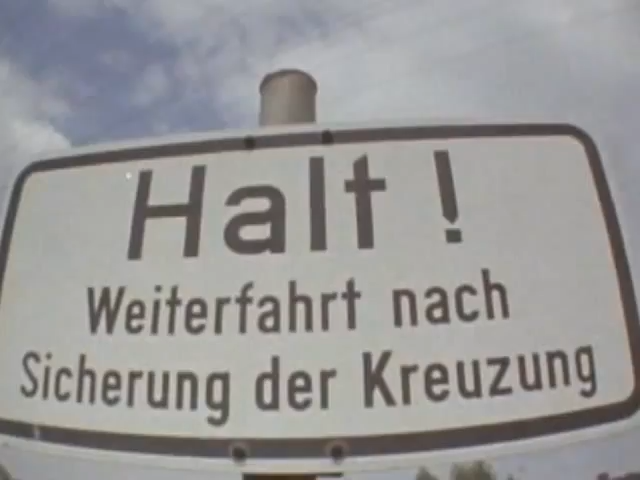 Halt !
Weiterfahrt nach
Sicherung der Kreuzung